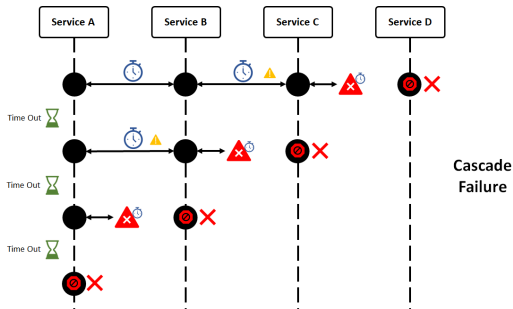 Service A
Service B
Service C
Service D
Time Out
Time Out
Cascade
Failure
Time Out